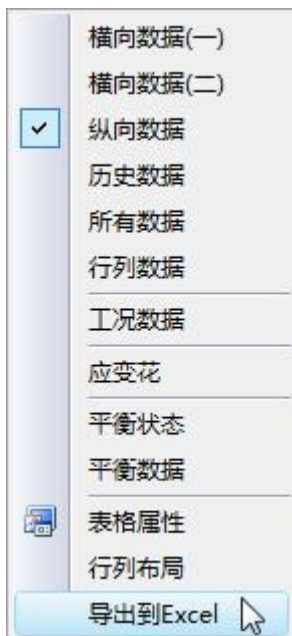 横向数据(一)
横向数据(二)
纵向数据
历史数据
所有数据
行列数据
工况数据
应变花
平衡状态
平衡数据
表格属性
行列布局
导出到Excel